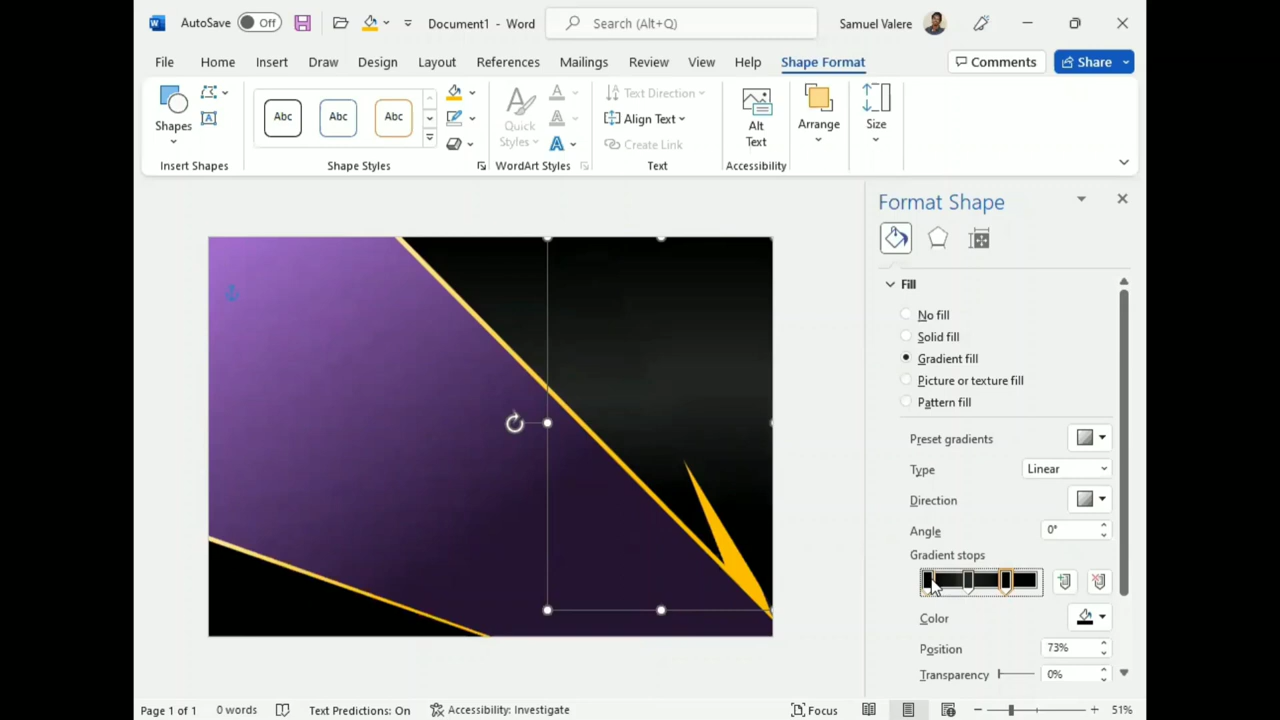 AutoSave Off Document1 - Word Search (Alt+Q) Samuel Valere
File Home Insert Draw Design Layout References Mailings Review View Help Shape Format Comments Share
Shapes
Insert Shapes
Abc Abc Abc
Shape Styles
Quick
Styles
WordArt Styles
Text Direction
Align Text
Create Link
Text
Alt
Text
Accessibility
Arrange
Size
Format Shape
Fill
No fill
Solid fill
Gradient fill
Picture or texture fill
Pattern fill
Preset gradients
Type Linear
Direction
Angle 0°
Gradient stops
Color
Position 73%
Transparency 0%
Page 1 of 1 0 words Text Predictions: On Accessibility: Investigate Focus 51%